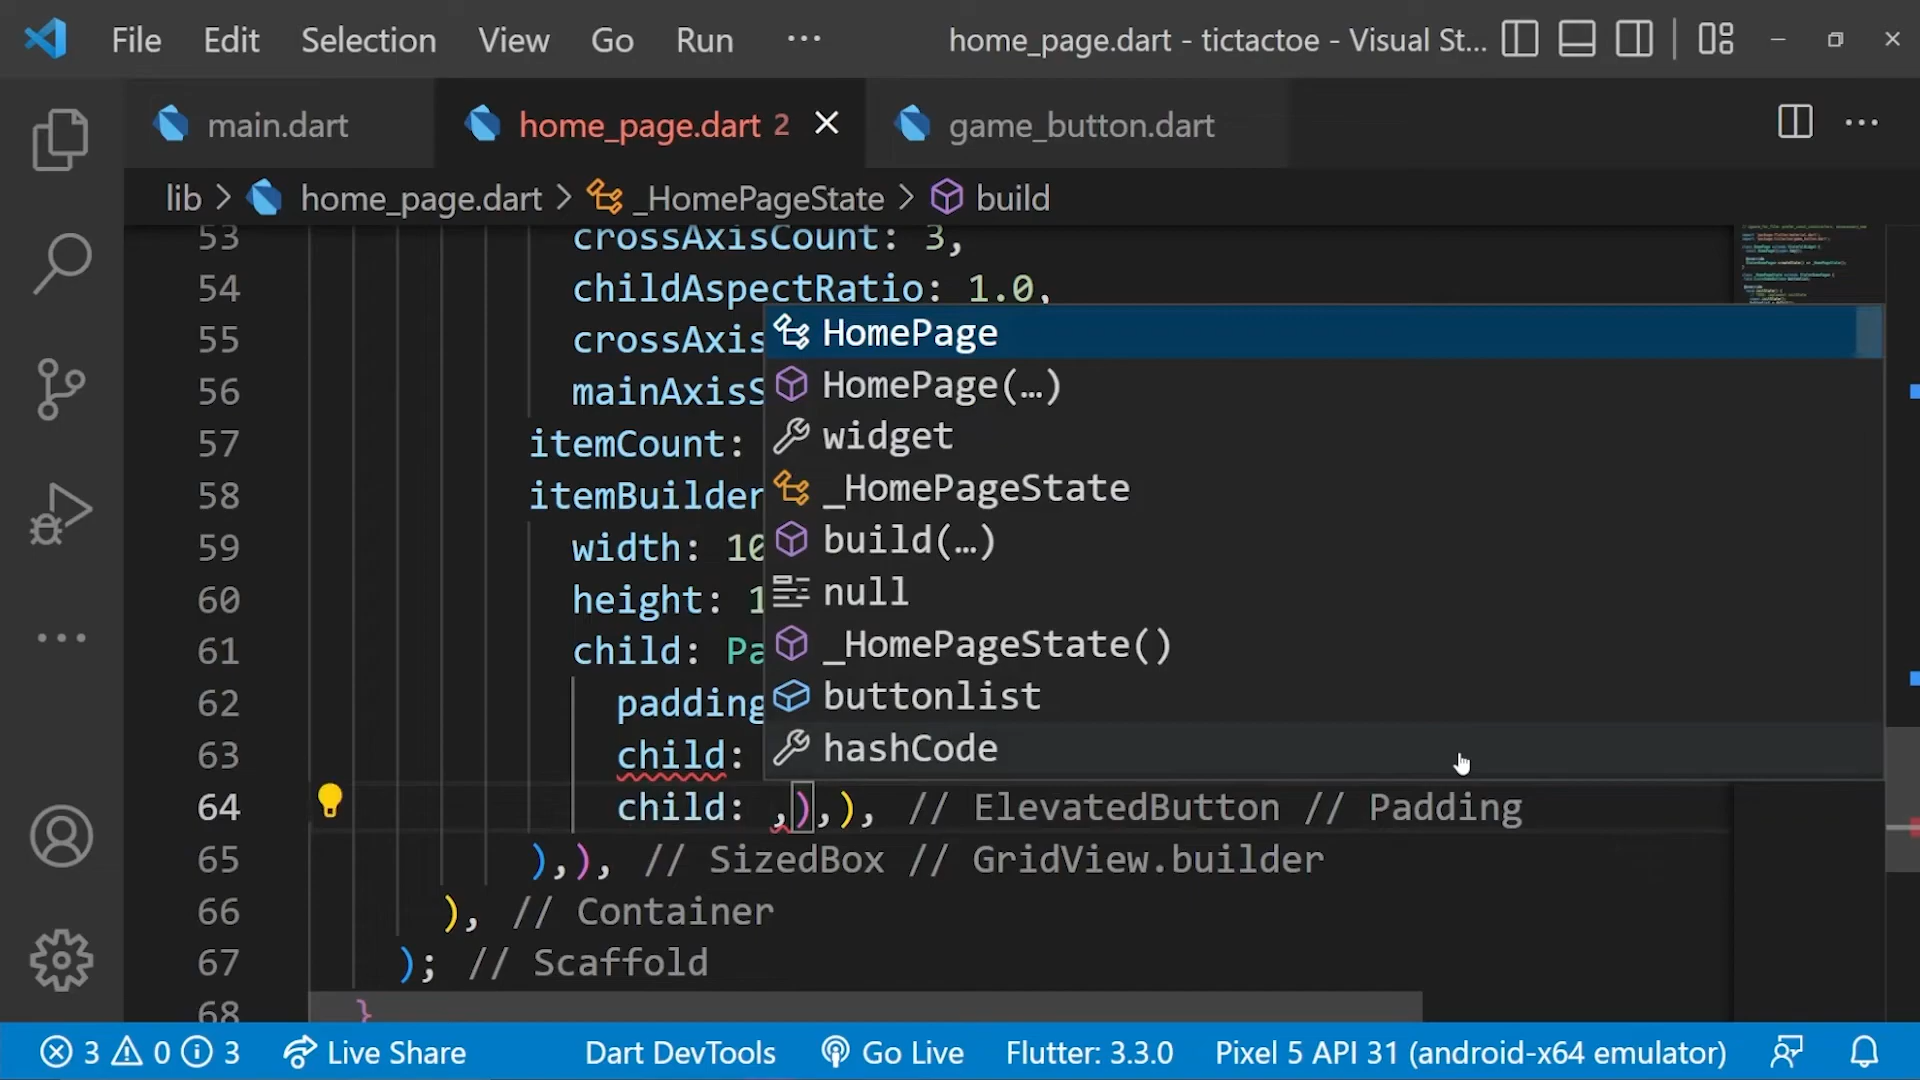 File Edit Selection View Go Run ... home_page.dart - tictactoe - Visual St...
main.dart home_page.dart 2 game_button.dart
lib > home_page.dart > _HomePageState > build
53 crossAxisCount: 3,
54 childAspectRatio: 1.0,
55 crossAxis
56 mainAxisS
57 itemCount:
58 itemBuilder
59 width: 10
60 height: 1
61 child: Pa
62 padding
63 child:
64 child: ,),), // ElevatedButton // Padding
65 ),), // SizedBox // GridView.builder
66 ), // Container
67 ); // Scaffold
68 }
HomePage
HomePage(…)
widget
_HomePageState
build(…)
null
_HomePageState()
buttonlist
hashCode
3 0 3 Live Share Dart DevTools Go Live Flutter: 3.3.0 Pixel 5 API 31 (android-x64 emulator)